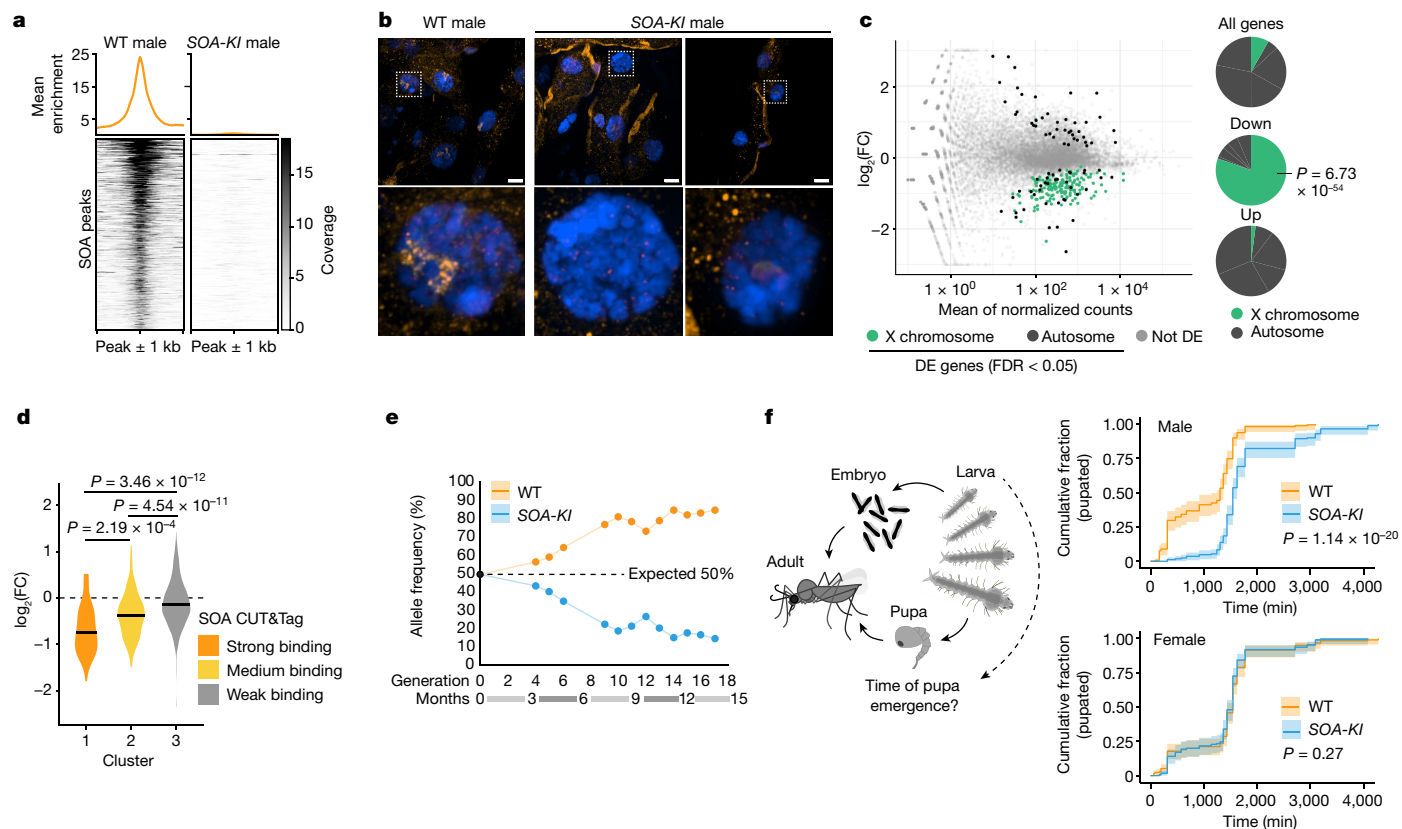 a
WT male
SOA-KI male
Mean
enrichment
25
15
5
SOA peaks
15
10
5
0
Coverage
Peak ± 1 kb
Peak ± 1 kb
b
WT male
SOA-KI male
c
log2(FC)
2
0
−2
1 × 10⁰
1 × 10²
1 × 10⁴
Mean of normalized counts
X chromosome
Autosome
Not DE
DE genes (FDR < 0.05)
All genes
Down
P = 6.73
× 10⁻⁵⁴
Up
X chromosome
Autosome
d
P = 3.46 × 10⁻¹²
P = 4.54 × 10⁻¹¹
P = 2.19 × 10⁻⁴
log2(FC)
2
1
0
−1
−2
1
2
3
Cluster
SOA CUT&Tag
Strong binding
Medium binding
Weak binding
e
Allele frequency (%)
100
90
80
70
60
50
40
30
20
10
0
WT
SOA-KI
Expected 50%
Generation 0 2 4 6 8 10 12 14 16 18
Months 0 3 6 9 12 15
f
Embryo
Larva
Adult
Pupa
Time of pupa
emergence?
Cumulative fraction
(pupated)
1.00
0.75
0.50
0.25
0
Male
WT
SOA-KI
P = 1.14 × 10⁻²⁰
0 1,000 2,000 3,000 4,000
Time (min)
Cumulative fraction
(pupated)
1.00
0.75
0.50
0.25
0
Female
WT
SOA-KI
P = 0.27
0 1,000 2,000 3,000 4,000
Time (min)